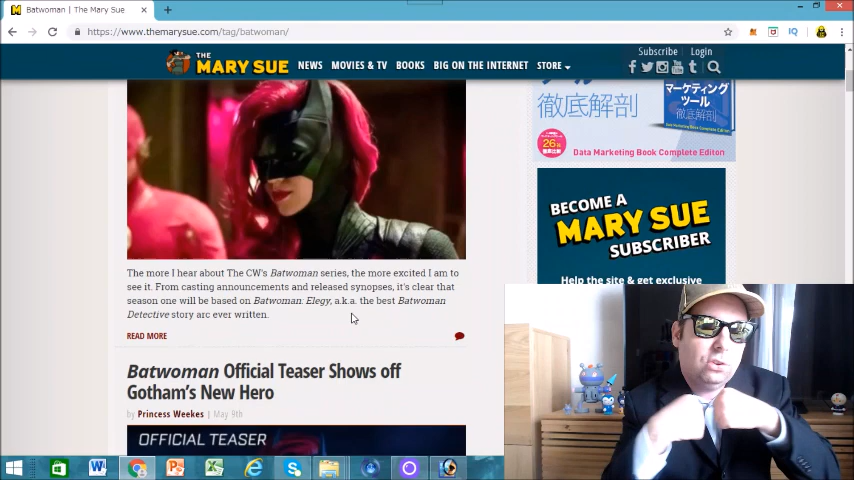 Batwoman | The Mary Sue
https://www.themarysue.com/tag/batwoman/
THE MARY SUE
NEWS MOVIES & TV BOOKS BIG ON THE INTERNET STORE
Subscribe Login
The more I hear about The CW's Batwoman series, the more excited I am to
see it. From casting announcements and released synopses, it's clear that
season one will be based on Batwoman: Elegy, a.k.a. the best Batwoman
Detective story arc ever written.
READ MORE
Batwoman Official Teaser Shows off
Gotham's New Hero
by Princess Weekes | May 9th
OFFICIAL TEASER
徹底解剖
マーケティング
ツール
徹底解剖
Data Marketing Book Complete Editon
BECOME A
MARY SUE
SUBSCRIBER
Help the site & get exclusive